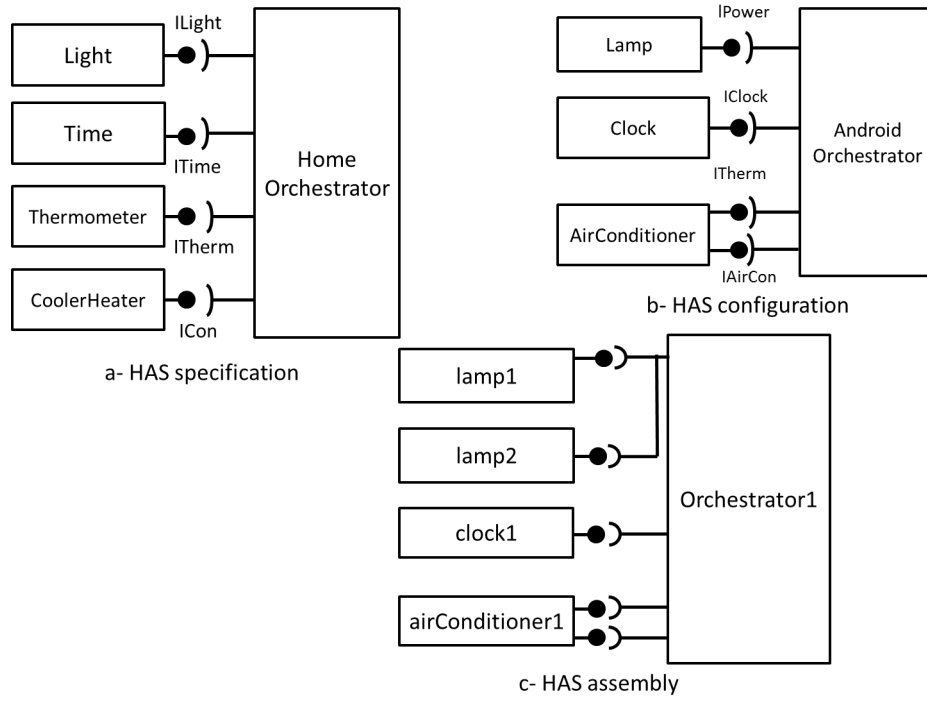 ILight
Light
Time
ITime
Home
Orchestrator
Thermometer
ITherm
CoolerHeater
ICon
a- HAS specification
IPower
Lamp
IClock
Clock
Android
Orchestrator
ITherm
AirConditioner
IAirCon
b- HAS configuration
lamp1
lamp2
Orchestrator1
clock1
airConditioner1
c- HAS assembly